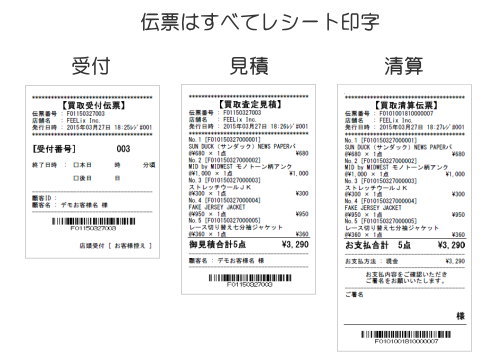 伝票はすべてレシート印字
受付
【買取受付伝票】
伝票番号 : F01150327003
店舗名 : FEELix Inc.
発行日時 : 2015年03月27日 18:25ﾚｼﾞ#001
【受付番号】 003
終了日時 : □本日 時 分頃
□後日 日
顧客ID :
顧客名 : デモお客様名 様
F01150327003
店頭受付 [ お客様控え ]
見積
【買取査定見積】
伝票番号 : F01150327003
店舗名 : FEELix Inc.
発行日時 : 2015年03月27日 18:26ﾚｼﾞ#001
No.1 [F010150327000001]
SUN DUCK (サンダック) NEWS PAPERパ
@¥680 × 1点 ¥680
No.2 [F010150327000002]
MID by MIDWEST モノトーン柄アンク
@¥1,000 × 1点 ¥1,000
No.3 [F010150327000003]
ストレッチウールＪＫ
@¥300 × 1点 ¥300
No.4 [F010150327000004]
FAKE JERSEY JACKET
@¥950 × 1点 ¥950
No.5 [F010150327000005]
レース切り替え七分袖ジャケット
@¥360 × 1点 ¥360
御見積合計5点 ¥3,290
顧客名 : デモお客様名 様
F01150327003
清算
【買取清算伝票】
伝票番号 : F0101001810000007
店舗名 : FEELix Inc.
発行日時 : 2015年03月27日 18:27ﾚｼﾞ#001
No.1 [F010150327000001]
SUN DUCK (サンダック) NEWS PAPERパ
@¥680 × 1点 ¥680
No.2 [F010150327000002]
MID by MIDWEST モノトーン柄アンク
@¥1,000 × 1点 ¥1,000
No.3 [F010150327000003]
ストレッチウールＪＫ
@¥300 × 1点 ¥300
No.4 [F010150327000004]
FAKE JERSEY JACKET
@¥950 × 1点 ¥950
No.5 [F010150327000005]
レース切り替え七分袖ジャケット
@¥360 × 1点 ¥360
お支払合計 5点 ¥3,290
お支払方法 : 現金 ¥3,290
お支払内容をご確認いただき
ご署名をお願いいたします。
ご署名
様
F0101001810000007